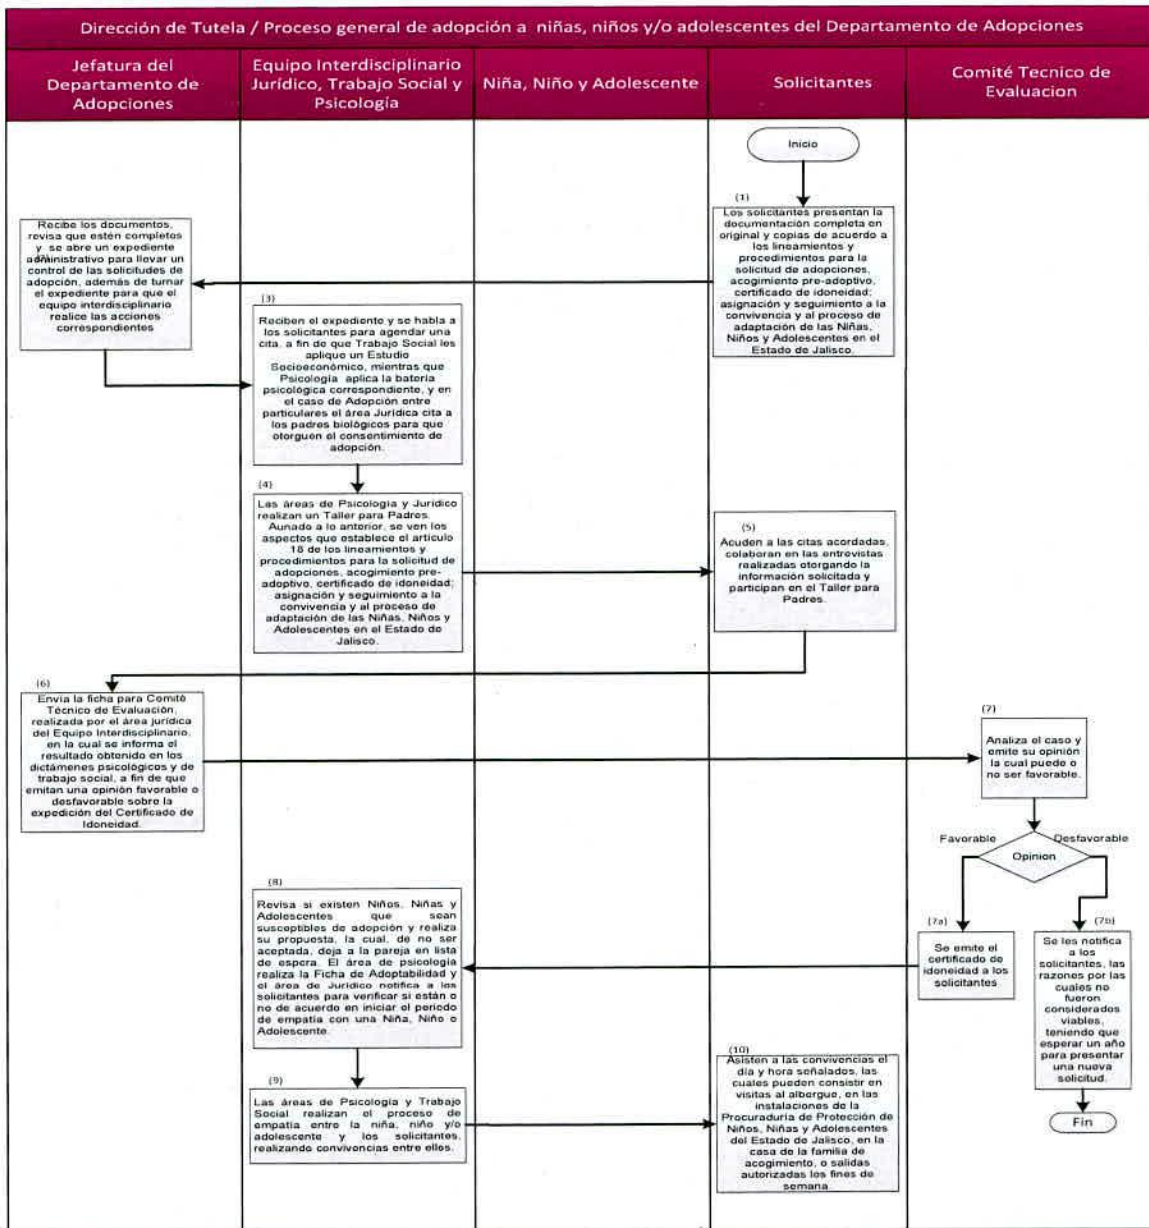 Dirección de Tutela / Proceso general de adopción a niñas, niños y/o adolescentes del Departamento de Adopciones
Jefatura del
Departamento de
Adopciones
Equipo Interdisciplinario
Jurídico, Trabajo Social y
Psicología
Niña, Niño y Adolescente
Solicitantes
Comité Tecnico de
Evaluacion
Inicio
(1)
Los solicitantes presentan la
documentación completa en
original y copias de acuerdo a
los lineamientos y
procedimientos para la
solicitud de adopciones,
acogimiento pre-adoptivo,
certificado de idoneidad;
asignación y seguimiento a la
convivencia y al proceso de
adaptación de las Niñas,
Niños y Adolescentes en el
Estado de Jalisco.
Recibe los documentos,
revisa que estén completos
y se abre un expediente
administrativo para llevar un
control de las solicitudes de
adopción, además de turnar
el expediente para que el
equipo interdisciplinario
realice las acciones
correspondientes
(3)
Reciben el expediente y se habla
a los solicitantes para agendar una
cita, a fin de que Trabajo Social les
aplique un Estudio
Socioeconómico, mientras que
Psicología aplica la batería
psicológica correspondiente, y en
el caso de Adopción entre
particulares el área Jurídica cita a
los padres biológicos para que
otorguen el consentimiento de
adopción.
(4)
Las áreas de Psicología y Jurídico
realizan un Taller para Padres.
Aunado a lo anterior, se ven los
aspectos que establece el artículo
18 de los lineamientos y
procedimientos para la solicitud de
adopciones, acogimiento pre-
adoptivo, certificado de idoneidad;
asignación y seguimiento a la
convivencia y al proceso de
adaptación de las Niñas, Niños y
Adolescentes en el Estado de
Jalisco.
(5)
Acuden a las citas acordadas,
colaboran en las entrevistas
realizadas otorgando la
información solicitada y
participan en el Taller para
Padres.
(6)
Envía la ficha para Comité
Técnico de Evaluación,
realizada por el área jurídica
del Equipo Interdisciplinario,
en la cual se informa el
resultado obtenido en los
dictámenes psicológicos y de
trabajo social, a fin de que
emitan una opinión favorable o
desfavorable sobre la
expedición del Certificado de
Idoneidad.
(7)
Analiza el caso y
emite su opinión
la cual puede o
no ser favorable.
Favorable
Desfavorable
Opinion
(7a)
Se emite el
certificado de
idoneidad a los
solicitantes
(7b)
Se les notifica
a los
solicitantes, las
razones por las
cuales no
fueron
considerados
viables,
teniendo que
esperar un año
para presentar
una nueva
solicitud.
Fin
(8)
Revisa si existen Niños, Niñas y
Adolescentes que sean
susceptibles de adopción y realiza
su propuesta, la cual, de no ser
aceptada, deja a la pareja en lista
de espera. El área de psicología
realiza la Ficha de Adoptabilidad y
el área de Jurídico notifica a los
solicitantes para verificar si están o
no de acuerdo en iniciar el periodo
de empatía con una Niña, Niño o
Adolescente.
(9)
Las áreas de Psicología y Trabajo
Social realizan el proceso de
empatía entre la niña, niño y/o
adolescente y los solicitantes,
realizando convivencias entre ellos.
(10)
Asisten a las convivencias el
día y hora señalados, las
cuales pueden consistir en
visitas al albergue, en las
instalaciones de la
Procuraduría de Protección de
Niños, Niñas y Adolescentes
del Estado de Jalisco, en la
casa de la familia de
acogimiento, o salidas
autorizadas los fines de
semana.